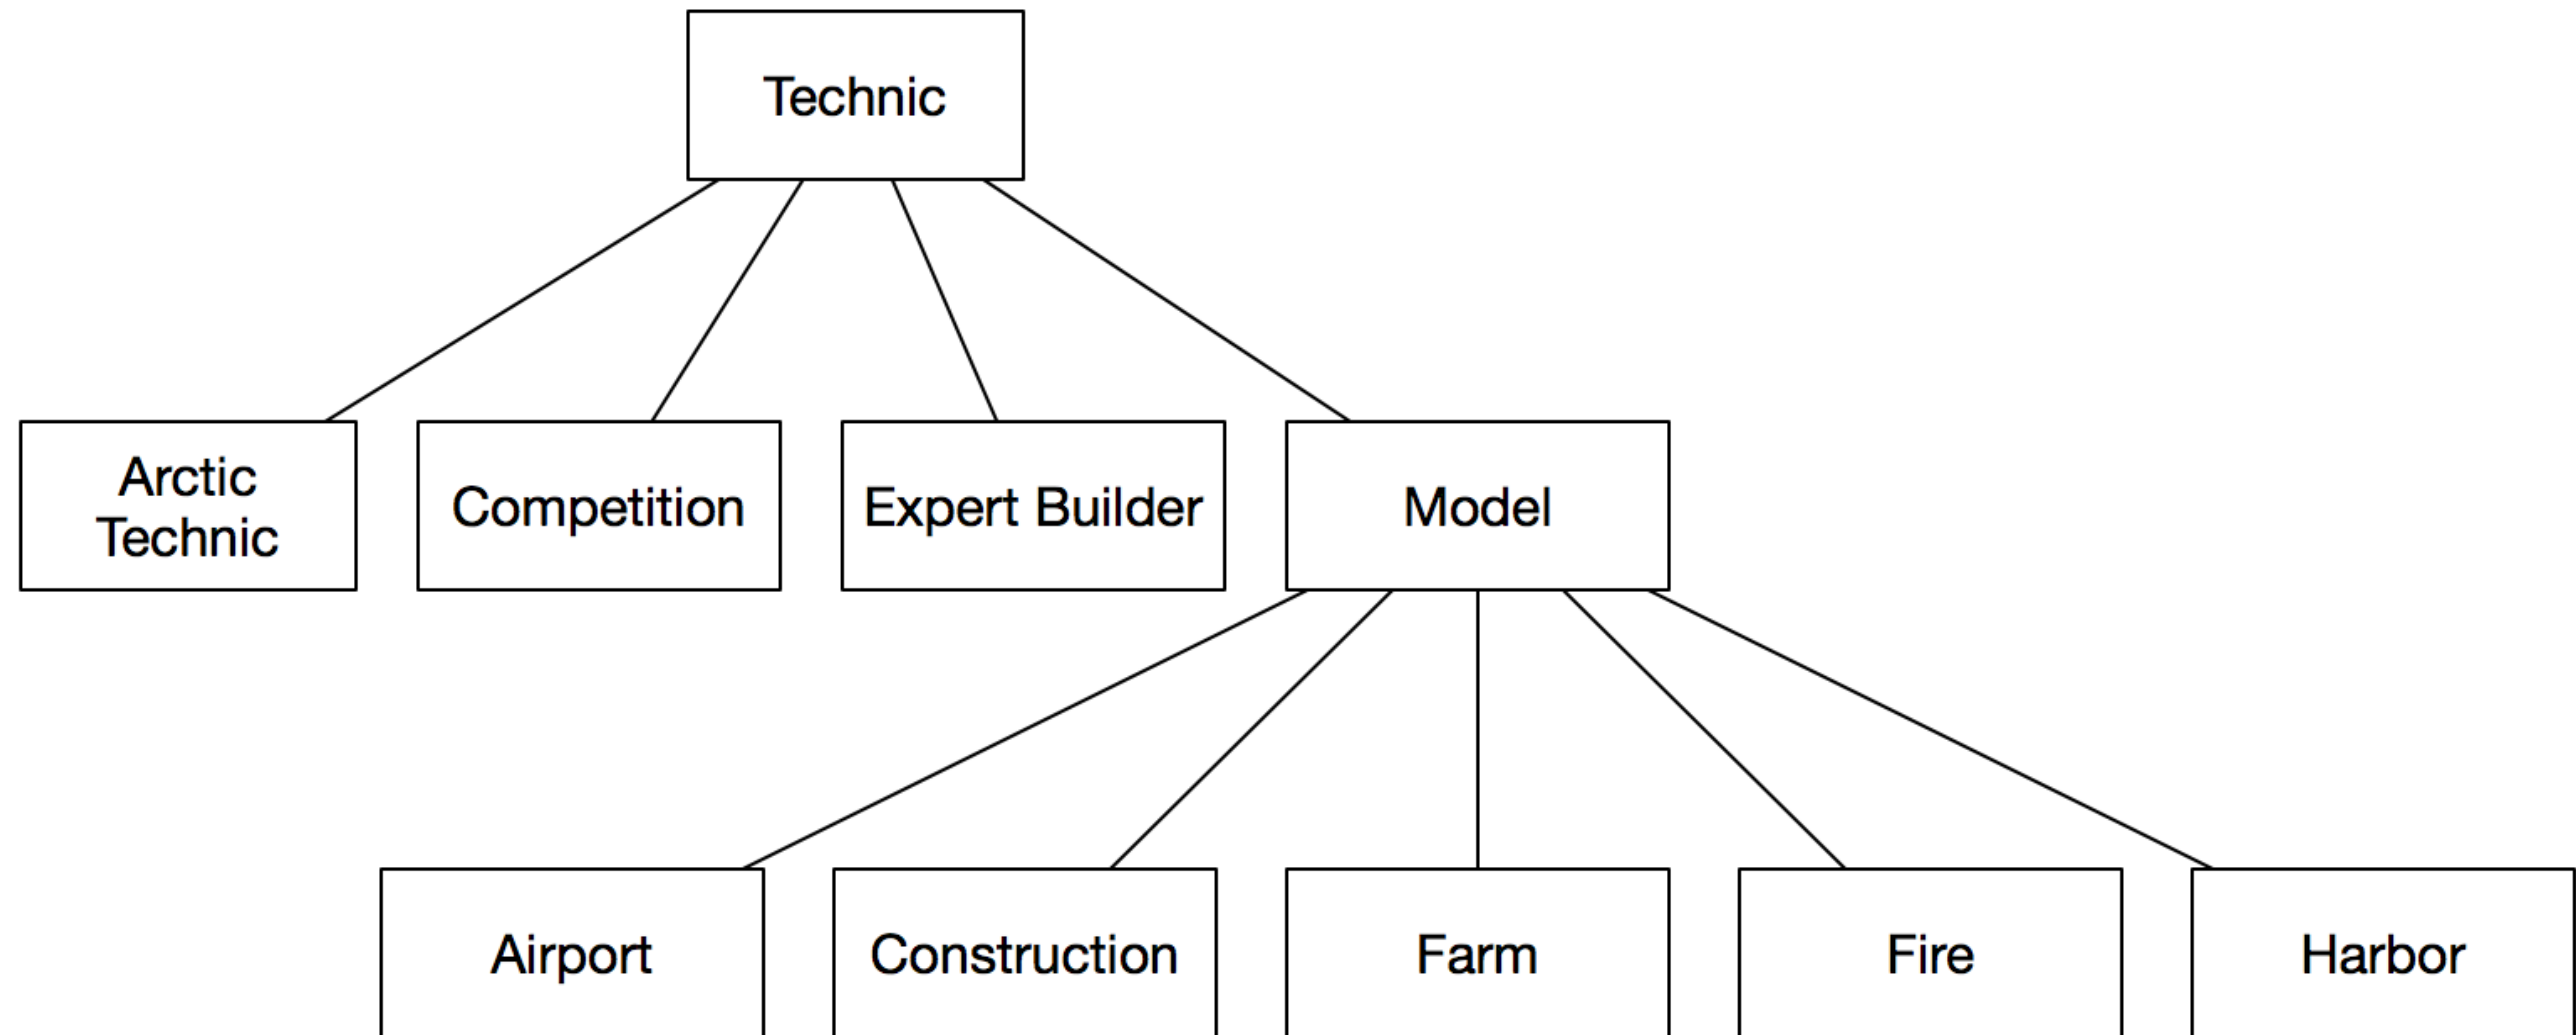 Technic
Arctic
Technic
Competition
Expert Builder
Model
Airport
Construction
Farm
Fire
Harbor